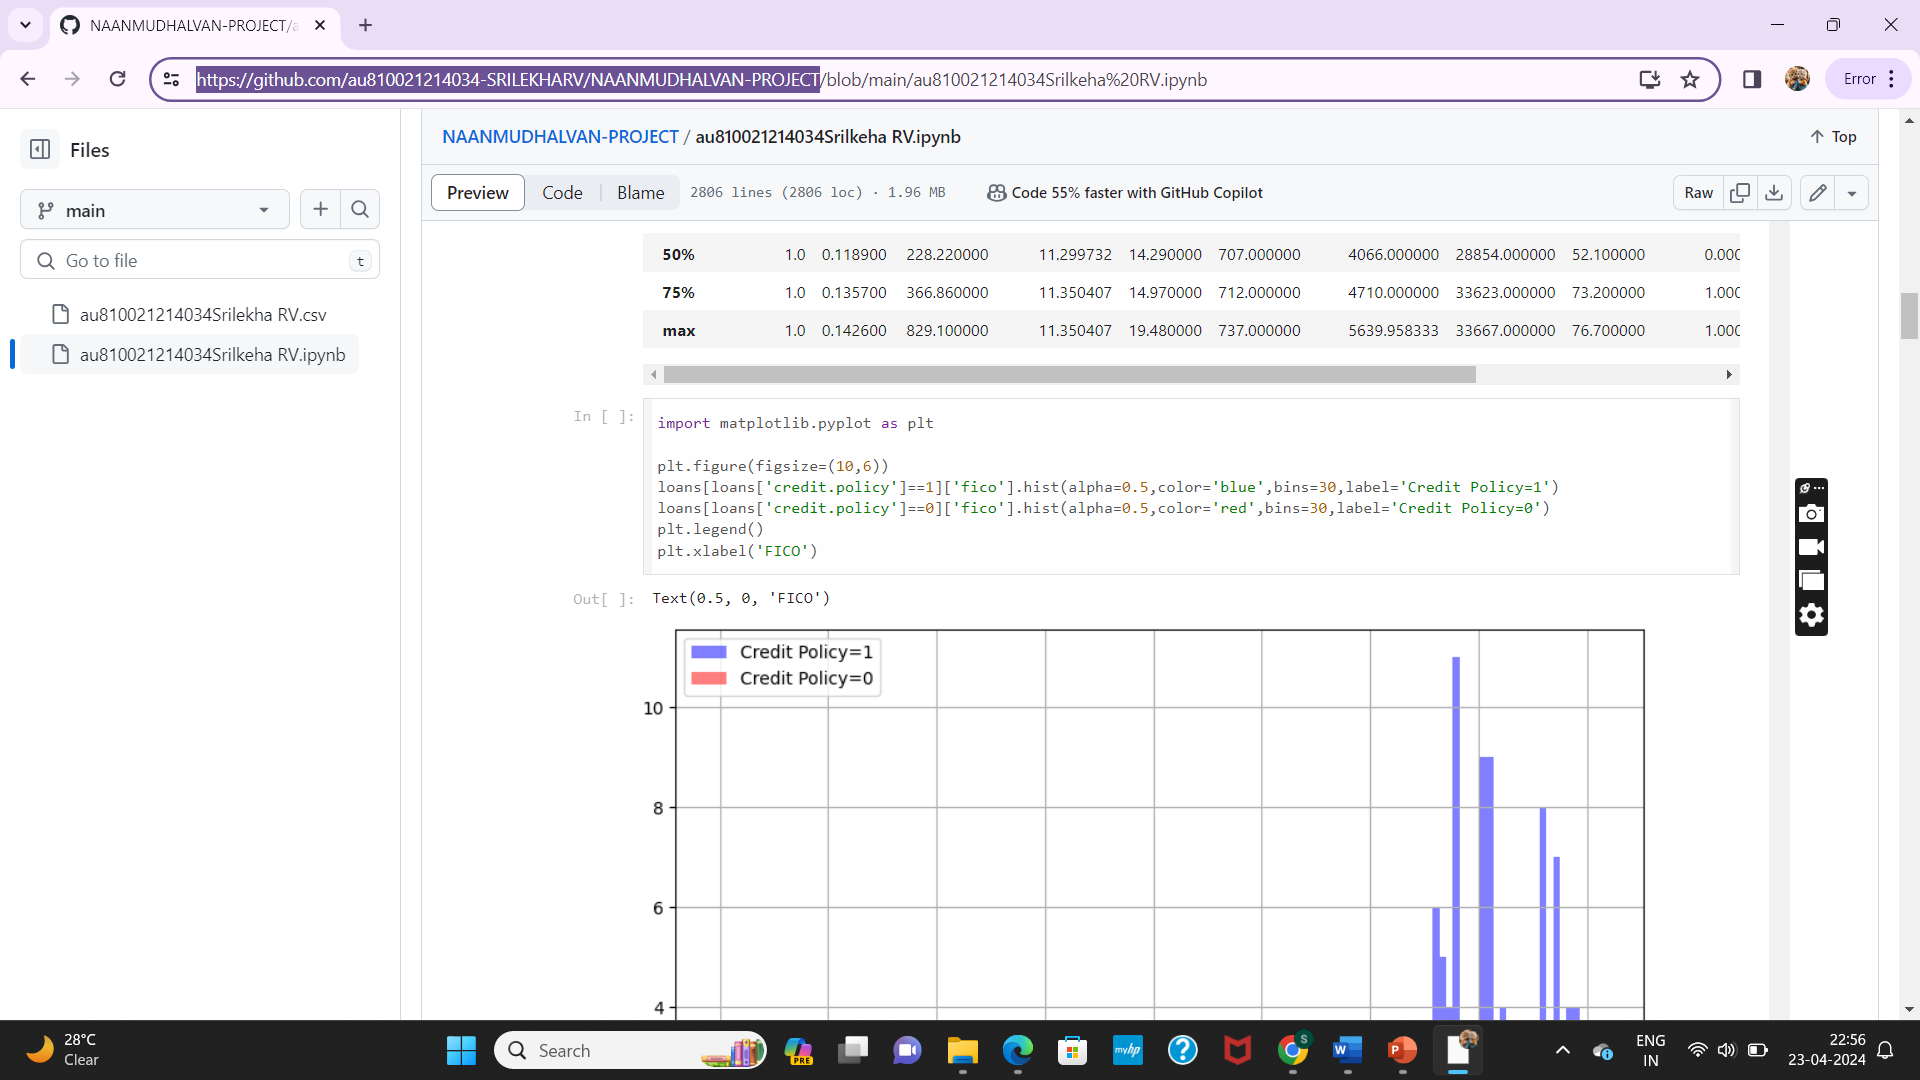 NAANMUDHALVAN-PROJECT/a
https://github.com/au810021214034-SRILEKHARV/NAANMUDHALVAN-PROJECT/blob/main/au810021214034Srilkeha%20RV.ipynb
Error
Files
NAANMUDHALVAN-PROJECT / au810021214034Srilkeha RV.ipynb
Top
main
Preview Code Blame 2806 lines (2806 loc) · 1.96 MB Code 55% faster with GitHub Copilot Raw
Go to file t
au810021214034Srilekha RV.csv
au810021214034Srilkeha RV.ipynb
50% 1.0 0.118900 228.220000 11.299732 14.290000 707.000000 4066.000000 28854.000000 52.100000 0.000
75% 1.0 0.135700 366.860000 11.350407 14.970000 712.000000 4710.000000 33623.000000 73.200000 1.000
max 1.0 0.142600 829.100000 11.350407 19.480000 737.000000 5639.958333 33667.000000 76.700000 1.000
In [ ]:
import matplotlib.pyplot as plt
plt.figure(figsize=(10,6))
loans[loans['credit.policy']==1]['fico'].hist(alpha=0.5,color='blue',bins=30,label='Credit Policy=1')
loans[loans['credit.policy']==0]['fico'].hist(alpha=0.5,color='red',bins=30,label='Credit Policy=0')
plt.legend()
plt.xlabel('FICO')
Out[ ]: Text(0.5, 0, 'FICO')
Credit Policy=1
Credit Policy=0
10
8
6
4
28°C
Clear
Search
PRE
myhp
S
ENG
IN
22:56
23-04-2024